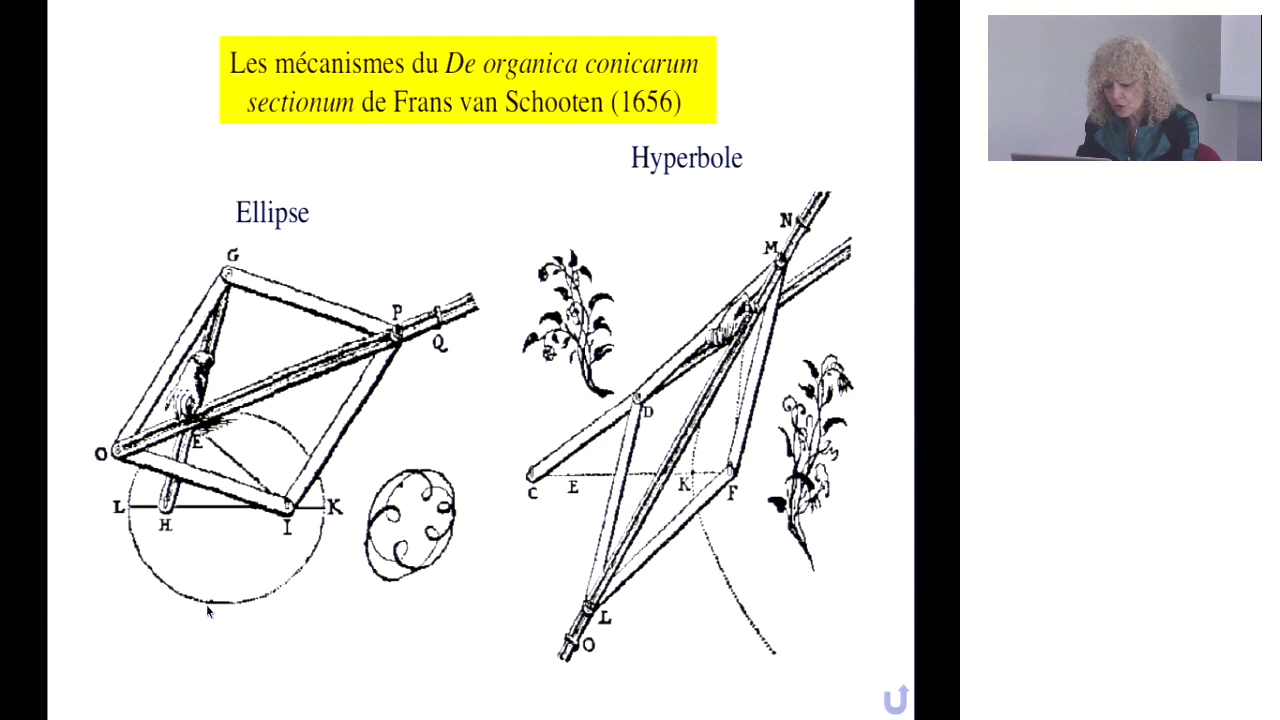 Les mécanismes du De organica conicarum
sectionum de Frans van Schooten (1656)
Hyperbole
Ellipse
G
P
Q
O
E
L
H
I
K
N
M
D
C
E
K
F
L
O